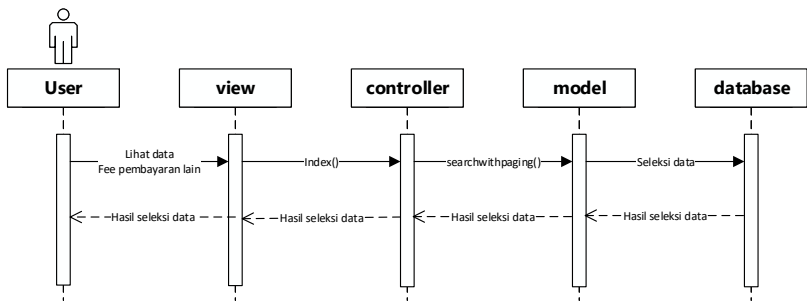 User
view
controller
model
database
Lihat data
Fee pembayaran lain
Index()
searchwithpaging()
Seleksi data
Hasil seleksi data
Hasil seleksi data
Hasil seleksi data
Hasil seleksi data